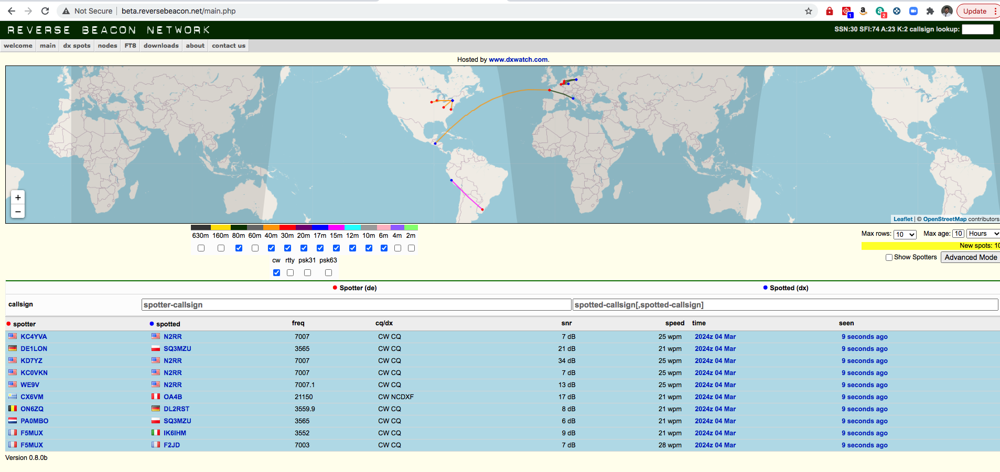 Not Secure | beta.reversebeacon.net/main.php
1
2
Update
REVERSE BEACON NETWORK
SSN:30 SFI:74 A:23 K:2 callsign lookup:
welcome main dx spots nodes FT8 downloads about contact us
Hosted by www.dxwatch.com.
+
−
Leaflet | © OpenStreetMap contributors
630m 160m 80m 60m 40m 30m 20m 17m 15m 12m 10m 6m 4m 2m
cw rtty psk31 psk63
Max rows: 10 Max age: 10 Hours
New spots: 10
Show Spotters Advanced Mode
Spotter (de) Spotted (dx)
callsign spotter-callsign spotted-callsign[,spotted-callsign]
spotter spotted freq cq/dx snr speed time seen
KC4YVA N2RR 7007 CW CQ 7 dB 25 wpm 2024z 04 Mar 9 seconds ago
DE1LON SQ3MZU 3565 CW CQ 21 dB 21 wpm 2024z 04 Mar 9 seconds ago
KD7YZ N2RR 7007 CW CQ 34 dB 25 wpm 2024z 04 Mar 9 seconds ago
KC0VKN N2RR 7007 CW CQ 7 dB 25 wpm 2024z 04 Mar 9 seconds ago
WE9V N2RR 7007.1 CW CQ 13 dB 25 wpm 2024z 04 Mar 9 seconds ago
CX6VM OA4B 21150 CW NCDXF 17 dB 21 wpm 2024z 04 Mar 9 seconds ago
ON6ZQ DL2RST 3559.9 CW CQ 8 dB 21 wpm 2024z 04 Mar 9 seconds ago
PA0MBO SQ3MZU 3565 CW CQ 6 dB 21 wpm 2024z 04 Mar 9 seconds ago
F5MUX IK6IHM 3552 CW CQ 9 dB 21 wpm 2024z 04 Mar 9 seconds ago
F5MUX F2JD 7003 CW CQ 7 dB 28 wpm 2024z 04 Mar 9 seconds ago
Version 0.8.0b